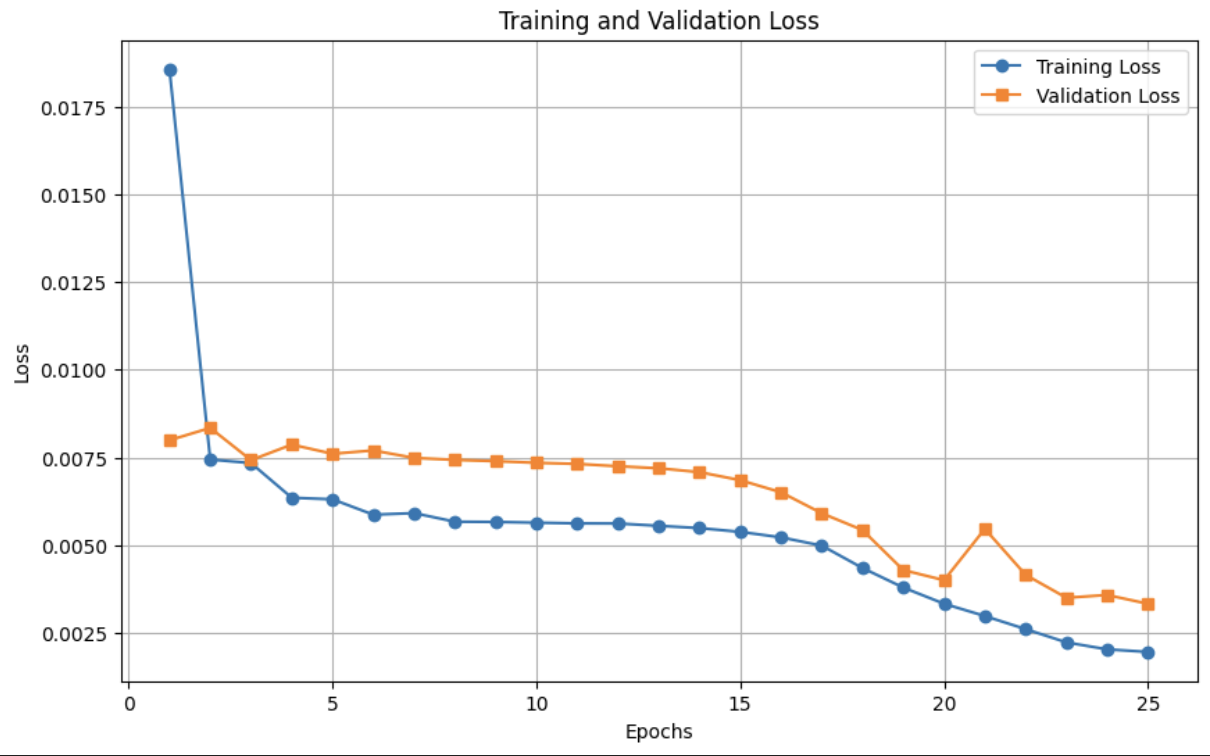 Training and Validation Loss
Training Loss
Validation Loss
0.0175
0.0150
0.0125
0.0100
0.0075
0.0050
0.0025
Loss
0 5 10 15 20 25
Epochs